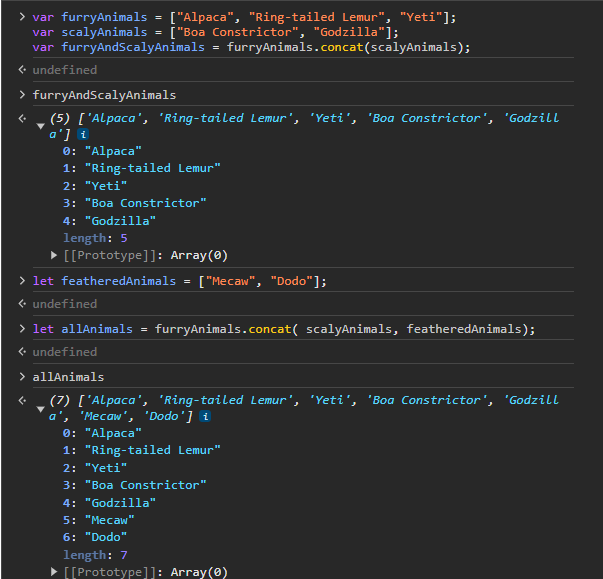 > var furryAnimals = ["Alpaca", "Ring-tailed Lemur", "Yeti"];
var scalyAnimals = ["Boa Constrictor", "Godzilla"];
var furryAndScalyAnimals = furryAnimals.concat(scalyAnimals);
undefined
> furryAndScalyAnimals
(5) ['Alpaca', 'Ring-tailed Lemur', 'Yeti', 'Boa Constrictor', 'Godzill
a'] i
0: "Alpaca"
1: "Ring-tailed Lemur"
2: "Yeti"
3: "Boa Constrictor"
4: "Godzilla"
length: 5
[[Prototype]]: Array(0)
> let featheredAnimals = ["Mecaw", "Dodo"];
undefined
> let allAnimals = furryAnimals.concat( scalyAnimals, featheredAnimals);
undefined
> allAnimals
(7) ['Alpaca', 'Ring-tailed Lemur', 'Yeti', 'Boa Constrictor', 'Godzill
a', 'Mecaw', 'Dodo'] i
0: "Alpaca"
1: "Ring-tailed Lemur"
2: "Yeti"
3: "Boa Constrictor"
4: "Godzilla"
5: "Mecaw"
6: "Dodo"
length: 7
[[Prototype]]: Array(0)